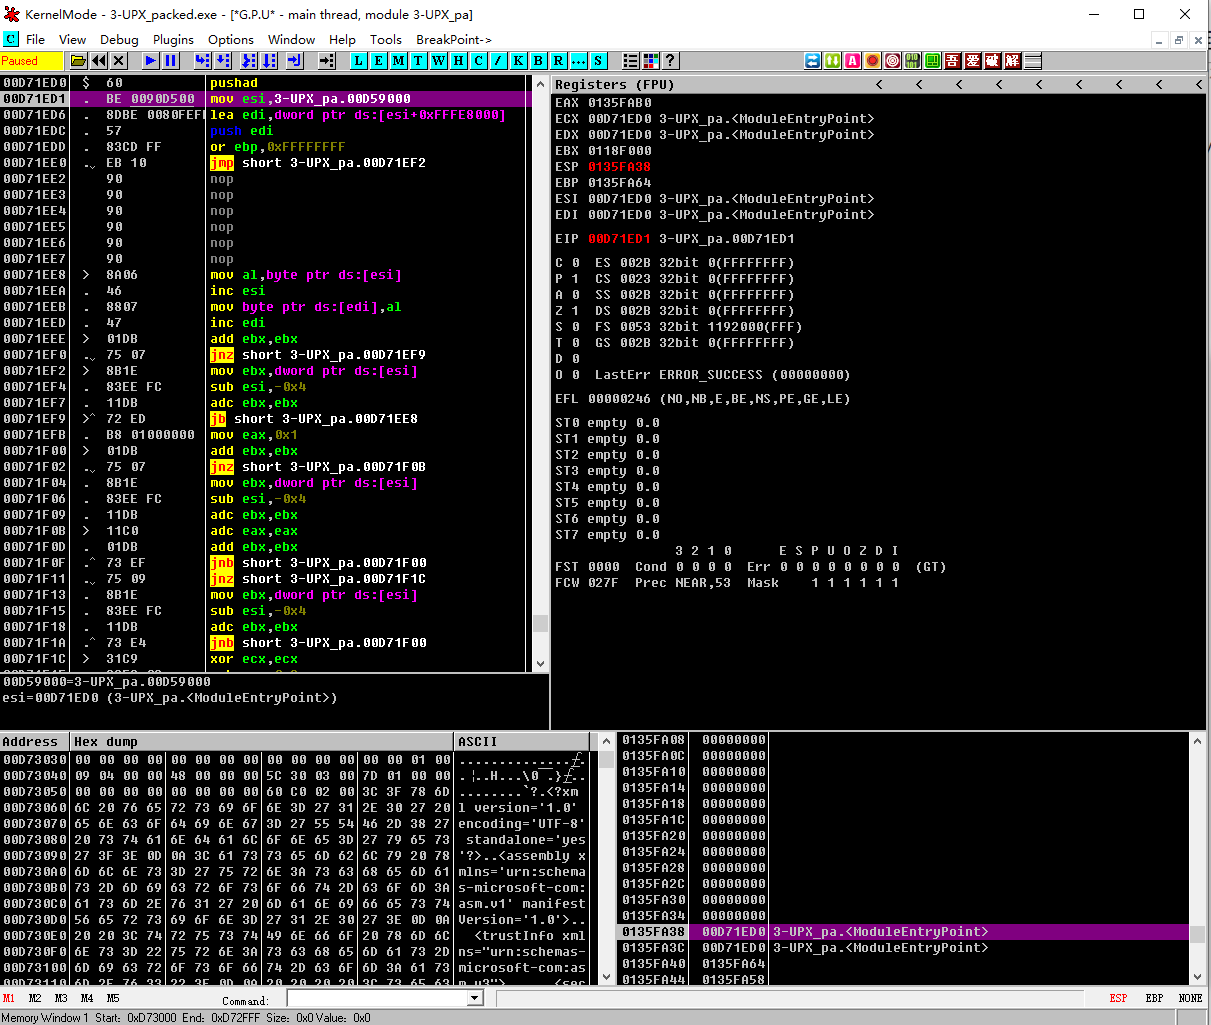 KernelMode - 3-UPX_packed.exe - [*G.P.U* - main thread, module 3-UPX_pa]
C File View Debug Plugins Options Window Help Tools BreakPoint->
Paused L E M T W H C / K B R ... S ? A 吾 爱 破 解
00D71ED0 $ 60 pushad
00D71ED1 . BE 0090D500 mov esi,3-UPX_pa.00D59000
00D71ED6 . 8DBE 0080FEF lea edi,dword ptr ds:[esi+0xFFFE8000]
00D71EDC . 57 push edi
00D71EDD . 83CD FF or ebp,0xFFFFFFFF
00D71EE0 . EB 10 jmp short 3-UPX_pa.00D71EF2
00D71EE2 90 nop
00D71EE3 90 nop
00D71EE4 90 nop
00D71EE5 90 nop
00D71EE6 90 nop
00D71EE7 90 nop
00D71EE8 > 8A06 mov al,byte ptr ds:[esi]
00D71EEA . 46 inc esi
00D71EEB . 8807 mov byte ptr ds:[edi],al
00D71EED . 47 inc edi
00D71EEE > 01DB add ebx,ebx
00D71EF0 . 75 07 jnz short 3-UPX_pa.00D71EF9
00D71EF2 > 8B1E mov ebx,dword ptr ds:[esi]
00D71EF4 . 83EE FC sub esi,-0x4
00D71EF7 . 11DB adc ebx,ebx
00D71EF9 >^ 72 ED jb short 3-UPX_pa.00D71EE8
00D71EFB . B8 01000000 mov eax,0x1
00D71F00 > 01DB add ebx,ebx
00D71F02 . 75 07 jnz short 3-UPX_pa.00D71F0B
00D71F04 . 8B1E mov ebx,dword ptr ds:[esi]
00D71F06 . 83EE FC sub esi,-0x4
00D71F09 . 11DB adc ebx,ebx
00D71F0B > 11C0 adc eax,eax
00D71F0D . 01DB add ebx,ebx
00D71F0F .^ 73 EF jnb short 3-UPX_pa.00D71F00
00D71F11 . 75 09 jnz short 3-UPX_pa.00D71F1C
00D71F13 . 8B1E mov ebx,dword ptr ds:[esi]
00D71F15 . 83EE FC sub esi,-0x4
00D71F18 . 11DB adc ebx,ebx
00D71F1A .^ 73 E4 jnb short 3-UPX_pa.00D71F00
00D71F1C > 31C9 xor ecx,ecx
00D59000=3-UPX_pa.00D59000
esi=00D71ED0 (3-UPX_pa.<ModuleEntryPoint>)
Registers (FPU) < < < < < < < < <
EAX 0135FAB0
ECX 00D71ED0 3-UPX_pa.<ModuleEntryPoint>
EDX 00D71ED0 3-UPX_pa.<ModuleEntryPoint>
EBX 0118F000
ESP 0135FA38
EBP 0135FA64
ESI 00D71ED0 3-UPX_pa.<ModuleEntryPoint>
EDI 00D71ED0 3-UPX_pa.<ModuleEntryPoint>
EIP 00D71ED1 3-UPX_pa.00D71ED1
C 0 ES 002B 32bit 0(FFFFFFFF)
P 1 CS 0023 32bit 0(FFFFFFFF)
A 0 SS 002B 32bit 0(FFFFFFFF)
Z 1 DS 002B 32bit 0(FFFFFFFF)
S 0 FS 0053 32bit 1192000(FFF)
T 0 GS 002B 32bit 0(FFFFFFFF)
D 0
O 0 LastErr ERROR_SUCCESS (00000000)
EFL 00000246 (NO,NB,E,BE,NS,PE,GE,LE)
ST0 empty 0.0
ST1 empty 0.0
ST2 empty 0.0
ST3 empty 0.0
ST4 empty 0.0
ST5 empty 0.0
ST6 empty 0.0
ST7 empty 0.0
3 2 1 0 E S P U O Z D I
FST 0000 Cond 0 0 0 0 Err 0 0 0 0 0 0 0 0 (GT)
FCW 027F Prec NEAR,53 Mask 1 1 1 1 1 1
Address Hex dump ASCII
00D73030 00 00 00 00 00 00 00 00 00 00 00 00 00 00 01 00 ..............ƒ.
00D73040 09 04 00 00 48 00 00 00 5C 30 03 00 7D 01 00 00 .¦..H...\0_.}ƒ..
00D73050 00 00 00 00 00 00 00 00 60 C0 02 00 3C 3F 78 6D ........`?.<?xm
00D73060 6C 20 76 65 72 73 69 6F 6E 3D 27 31 2E 30 27 20 l version='1.0'
00D73070 65 6E 63 6F 64 69 6E 67 3D 27 55 54 46 2D 38 27 encoding='UTF-8'
00D73080 20 73 74 61 6E 64 61 6C 6F 6E 65 3D 27 79 65 73 standalone='yes
00D73090 27 3F 3E 0D 0A 3C 61 73 73 65 6D 62 6C 79 20 78 '?>..<assembly x
00D730A0 6D 6C 6E 73 3D 27 75 72 6E 3A 73 63 68 65 6D 61 mlns='urn:schema
00D730B0 73 2D 6D 69 63 72 6F 73 6F 66 74 2D 63 6F 6D 3A s-microsoft-com:
00D730C0 61 73 6D 2E 76 31 27 20 6D 61 6E 69 66 65 73 74 asm.v1' manifest
00D730D0 56 65 72 73 69 6F 6E 3D 27 31 2E 30 27 3E 0D 0A Version='1.0'>..
00D730E0 20 20 3C 74 72 75 73 74 49 6E 66 6F 20 78 6D 6C <trustInfo xml
00D730F0 6E 73 3D 22 75 72 6E 3A 73 63 68 65 6D 61 73 2D ns="urn:schemas-
00D73100 6D 69 63 72 6F 73 6F 66 74 2D 63 6F 6D 3A 61 73 microsoft-com:as
00D73110 6D 2E 76 33 22 3E 0D 0A 20 20 20 20 3C 73 65 63 m.v3">.. <sec
0135FA08 00000000
0135FA0C 00000000
0135FA10 00000000
0135FA14 00000000
0135FA18 00000000
0135FA1C 00000000
0135FA20 00000000
0135FA24 00000000
0135FA28 00000000
0135FA2C 00000000
0135FA30 00000000
0135FA34 00000000
0135FA38 00D71ED0 3-UPX_pa.<ModuleEntryPoint>
0135FA3C 00D71ED0 3-UPX_pa.<ModuleEntryPoint>
0135FA40 0135FA64
0135FA44 0135FA58
M1 M2 M3 M4 M5 Command: ESP EBP NONE
Memory Window 1 Start: 0xD73000 End: 0xD72FFF Size: 0x0 Value: 0x0